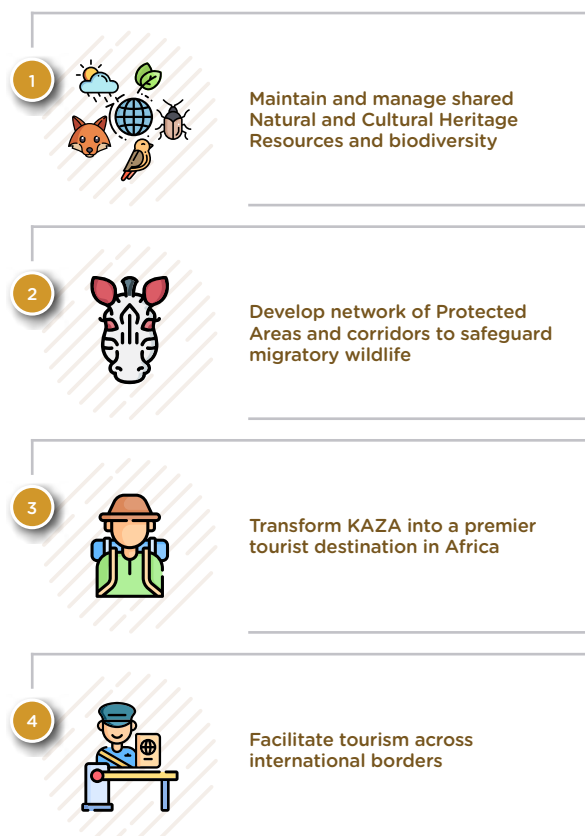 1
Maintain and manage shared
Natural and Cultural Heritage
Resources and biodiversity
2
Develop network of Protected
Areas and corridors to safeguard
migratory wildlife
3
Transform KAZA into a premier
tourist destination in Africa
4
Facilitate tourism across
international borders